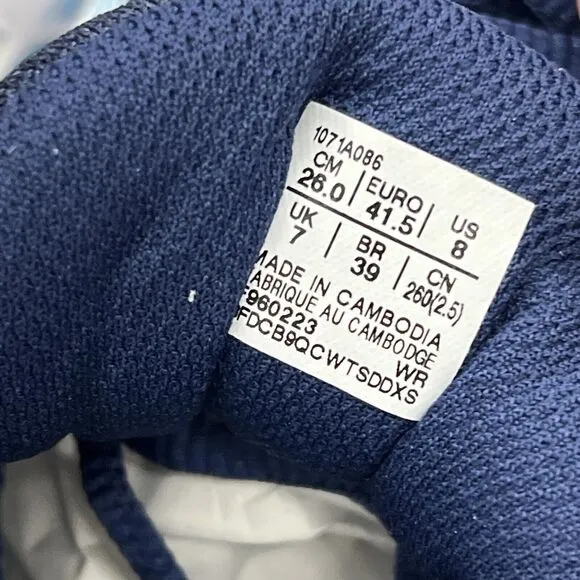 1071A086
CM EURO US
26.0 41.5 8
UK BR CN
7 39 260(2.5)
MADE IN CAMBODIA
FABRIQUE AU CAMBODGE
F960223 WR
FDCB9QCWTSDDXS